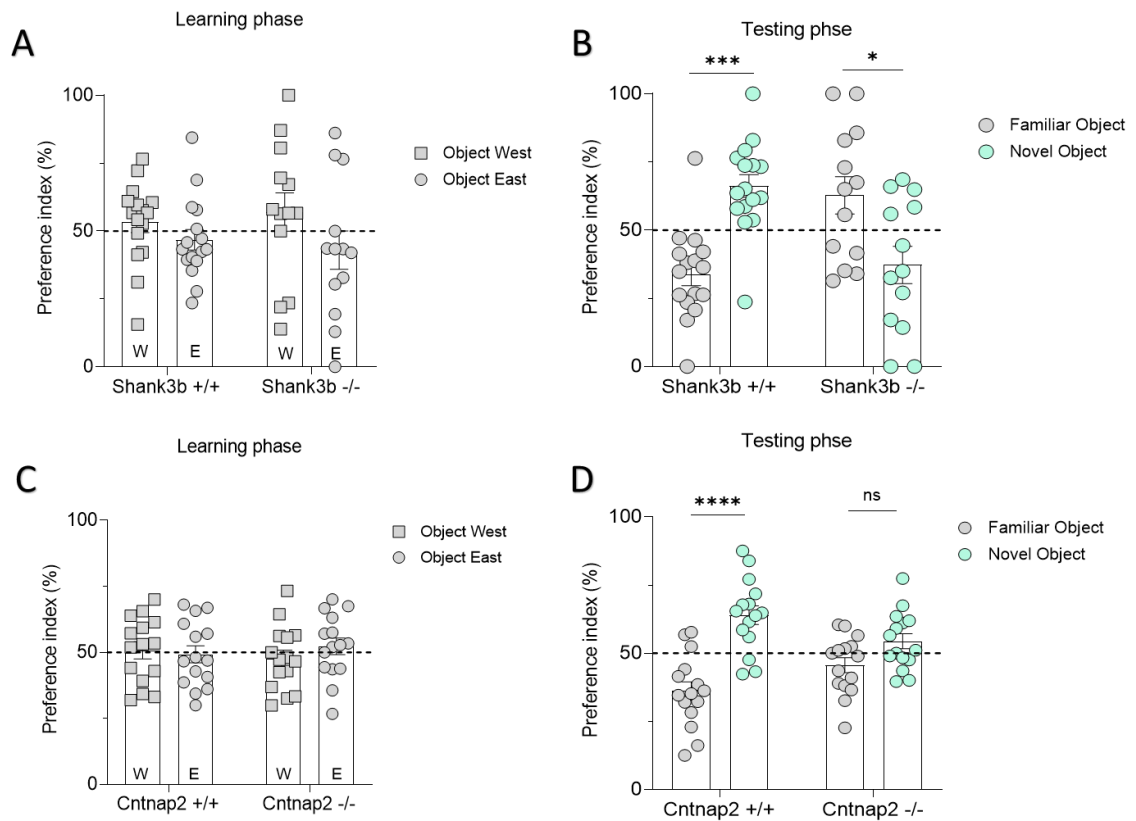 A
Learning phase
Preference index (%)
100
50
0
W
E
W
E
Shank3b +/+
Shank3b -/-
Object West
Object East
B
Testing phse
***
*
Preference index (%)
100
50
0
Shank3b +/+
Shank3b -/-
Familiar Object
Novel Object
C
Learning phase
Preference index (%)
100
50
0
W
E
W
E
Cntnap2 +/+
Cntnap2 -/-
Object West
Object East
D
Testing phse
****
ns
Preference index (%)
100
50
0
Cntnap2 +/+
Cntnap2 -/-
Familiar Object
Novel Object